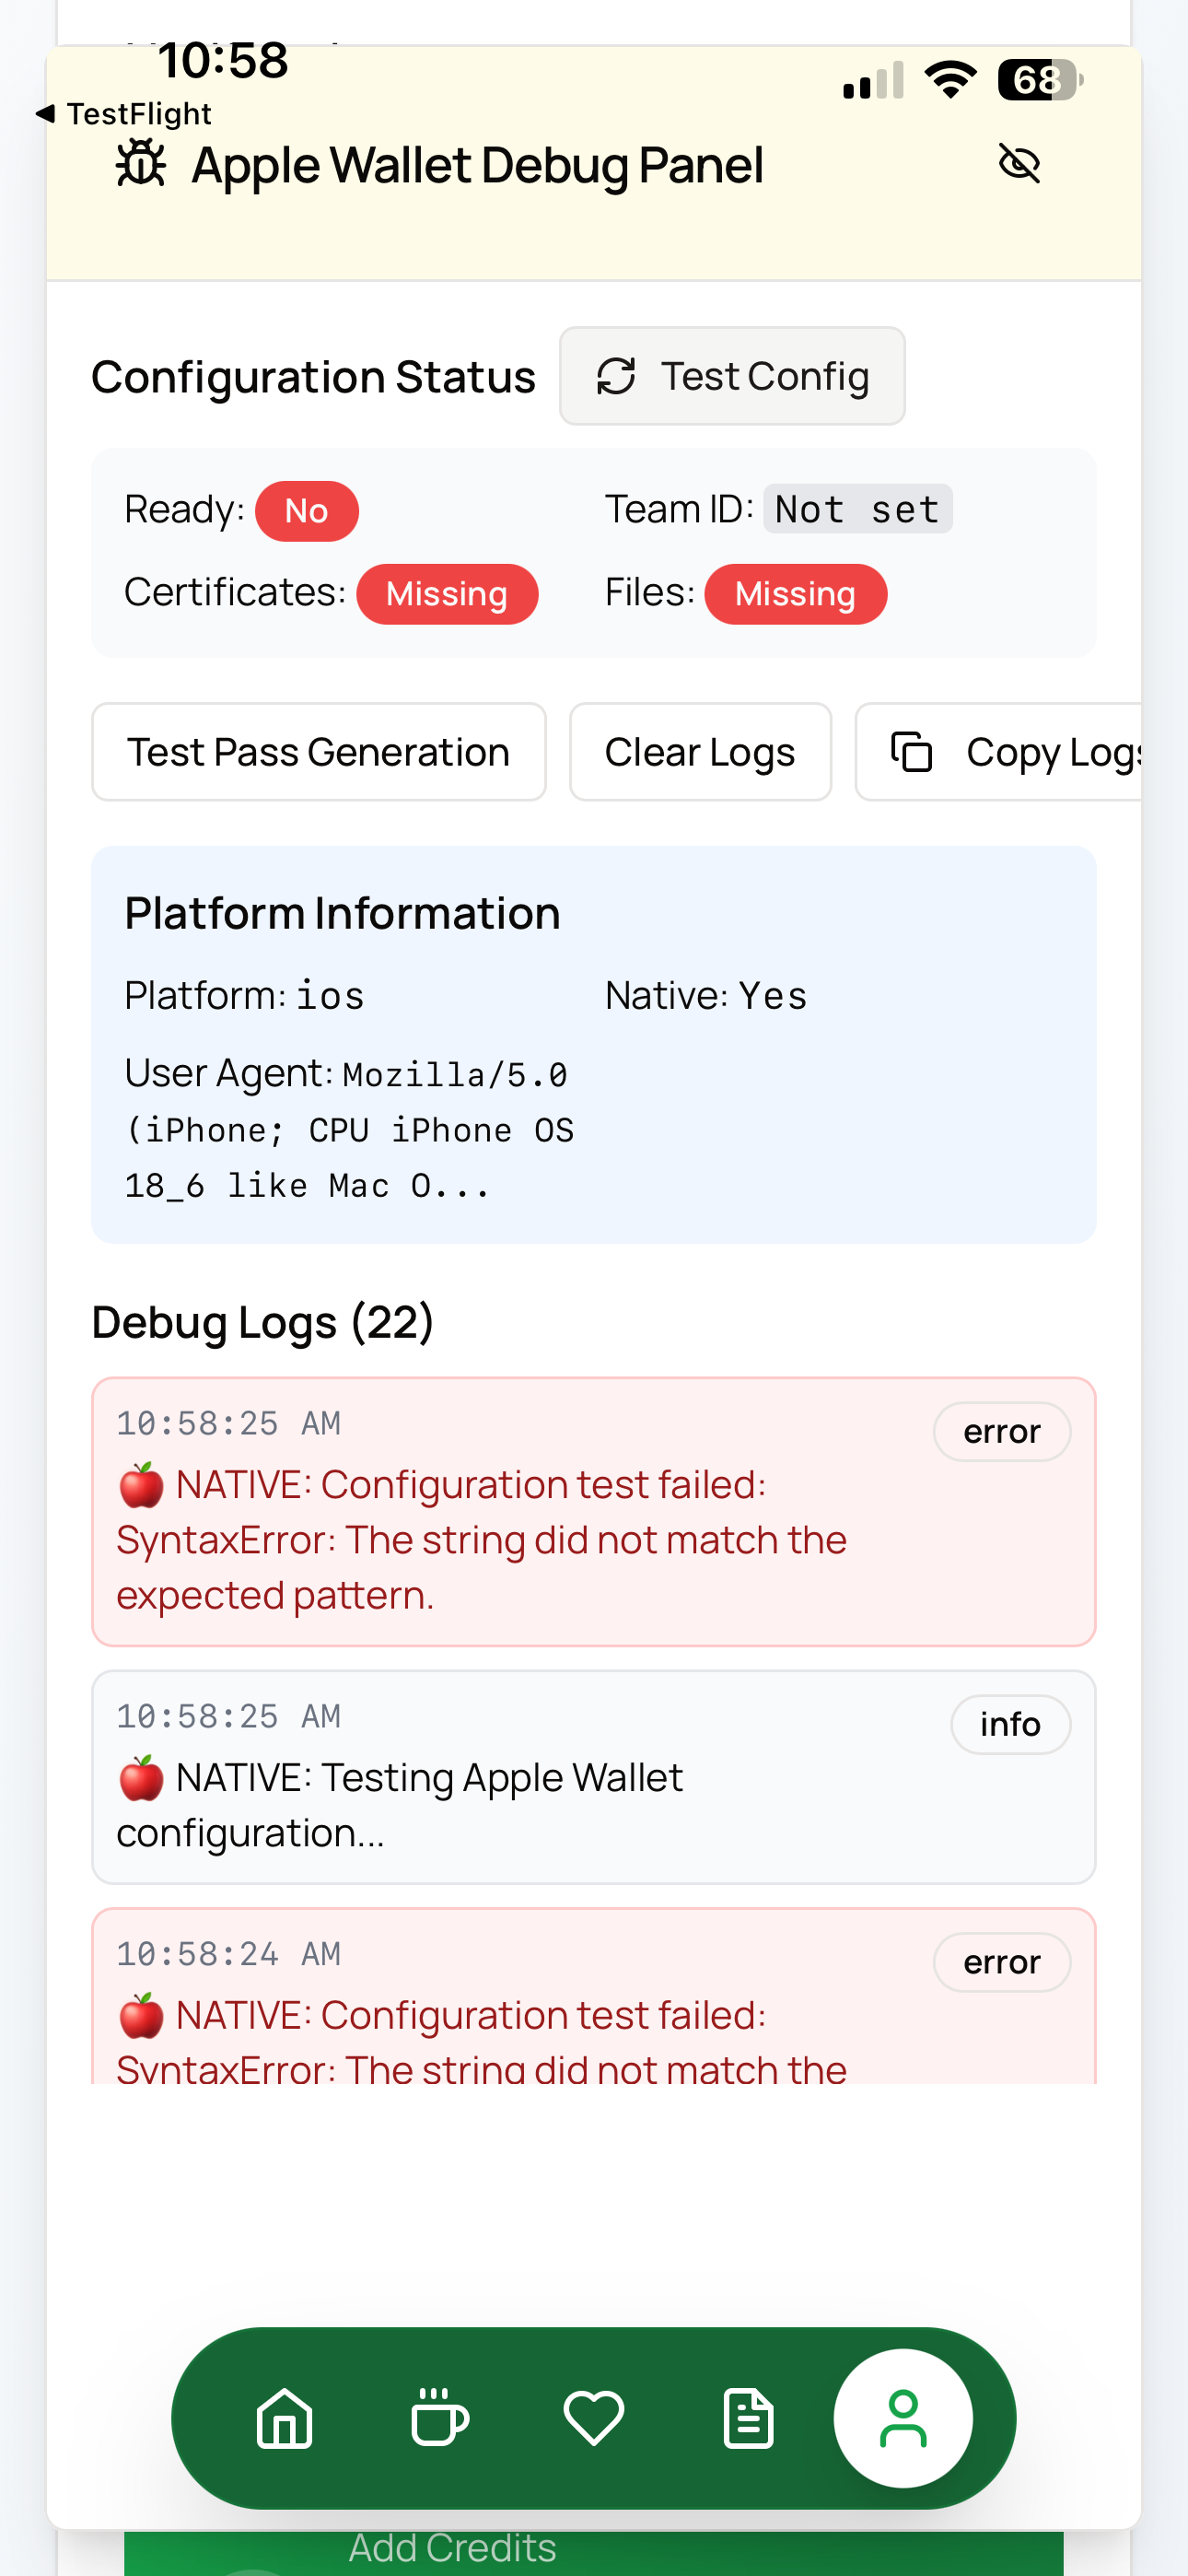 10:58
68
TestFlight
Apple Wallet Debug Panel
Configuration Status
Test Config
Ready: No
Team ID: Not set
Certificates: Missing
Files: Missing
Test Pass Generation
Clear Logs
Copy Logs
Platform Information
Platform: ios
Native: Yes
User Agent: Mozilla/5.0
(iPhone; CPU iPhone OS
18_6 like Mac O...
Debug Logs (22)
10:58:25 AM
error
🍎 NATIVE: Configuration test failed:
SyntaxError: The string did not match the
expected pattern.
10:58:25 AM
info
🍎 NATIVE: Testing Apple Wallet
configuration...
10:58:24 AM
error
🍎 NATIVE: Configuration test failed:
SyntaxError: The string did not match the
Add Credits